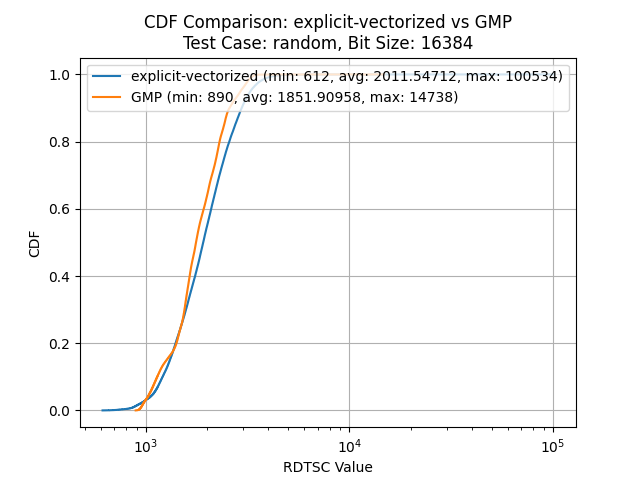 CDF Comparison: explicit-vectorized vs GMP
Test Case: random, Bit Size: 16384
explicit-vectorized (min: 612, avg: 2011.54712, max: 100534)
GMP (min: 890, avg: 1851.90958, max: 14738)
CDF
1.0
0.8
0.6
0.4
0.2
0.0
10³ 10⁴ 10⁵
RDTSC Value